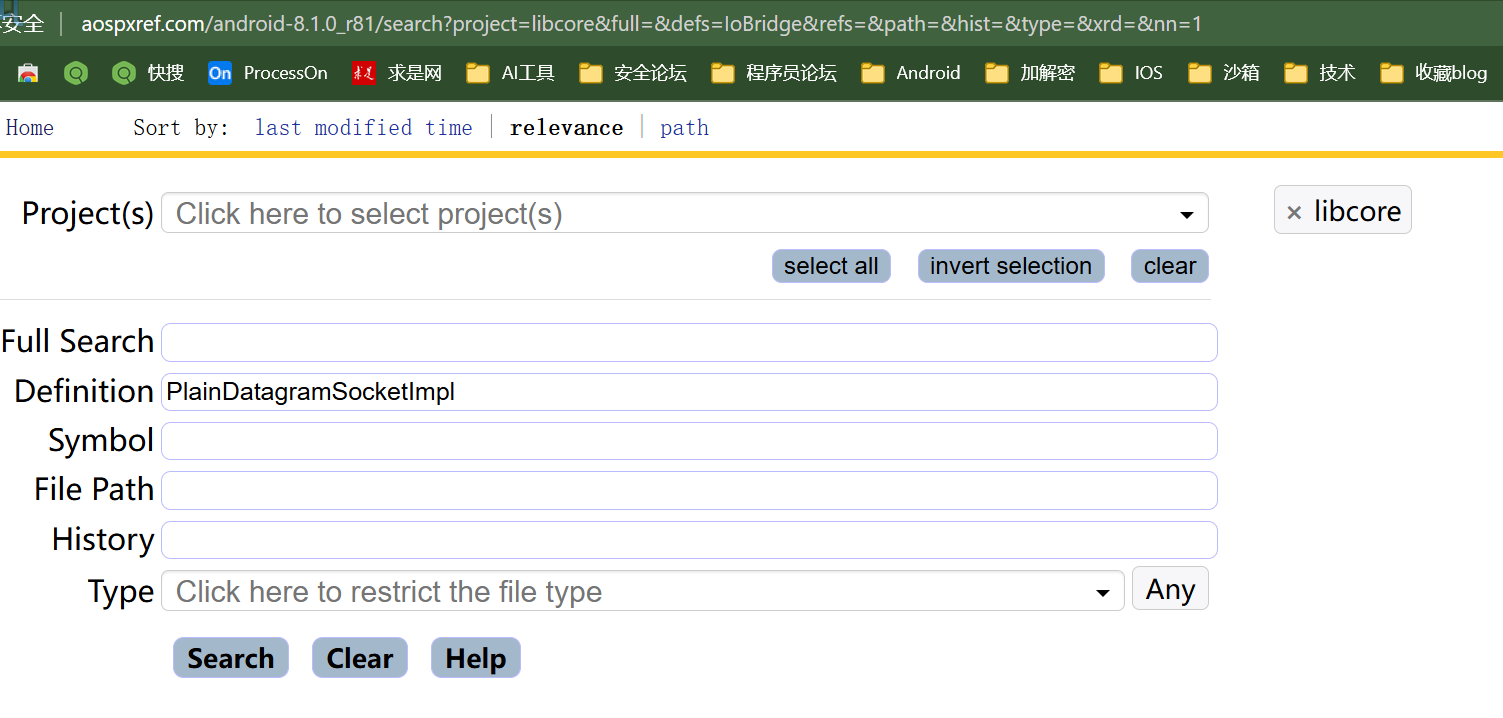 安全 aospxref.com/android-8.1.0_r81/search?project=libcore&full=&defs=IoBridge&refs=&path=&hist=&type=&xrd=&nn=1
快搜 On ProcessOn 求是 求是网 AI工具 安全论坛 程序员论坛 Android 加解密 IOS 沙箱 技术 收藏blog
Home Sort by: last modified time relevance path
Project(s) Click here to select project(s) × libcore
select all invert selection clear
Full Search
Definition PlainDatagramSocketImpl
Symbol
File Path
History
Type Click here to restrict the file type Any
Search Clear Help